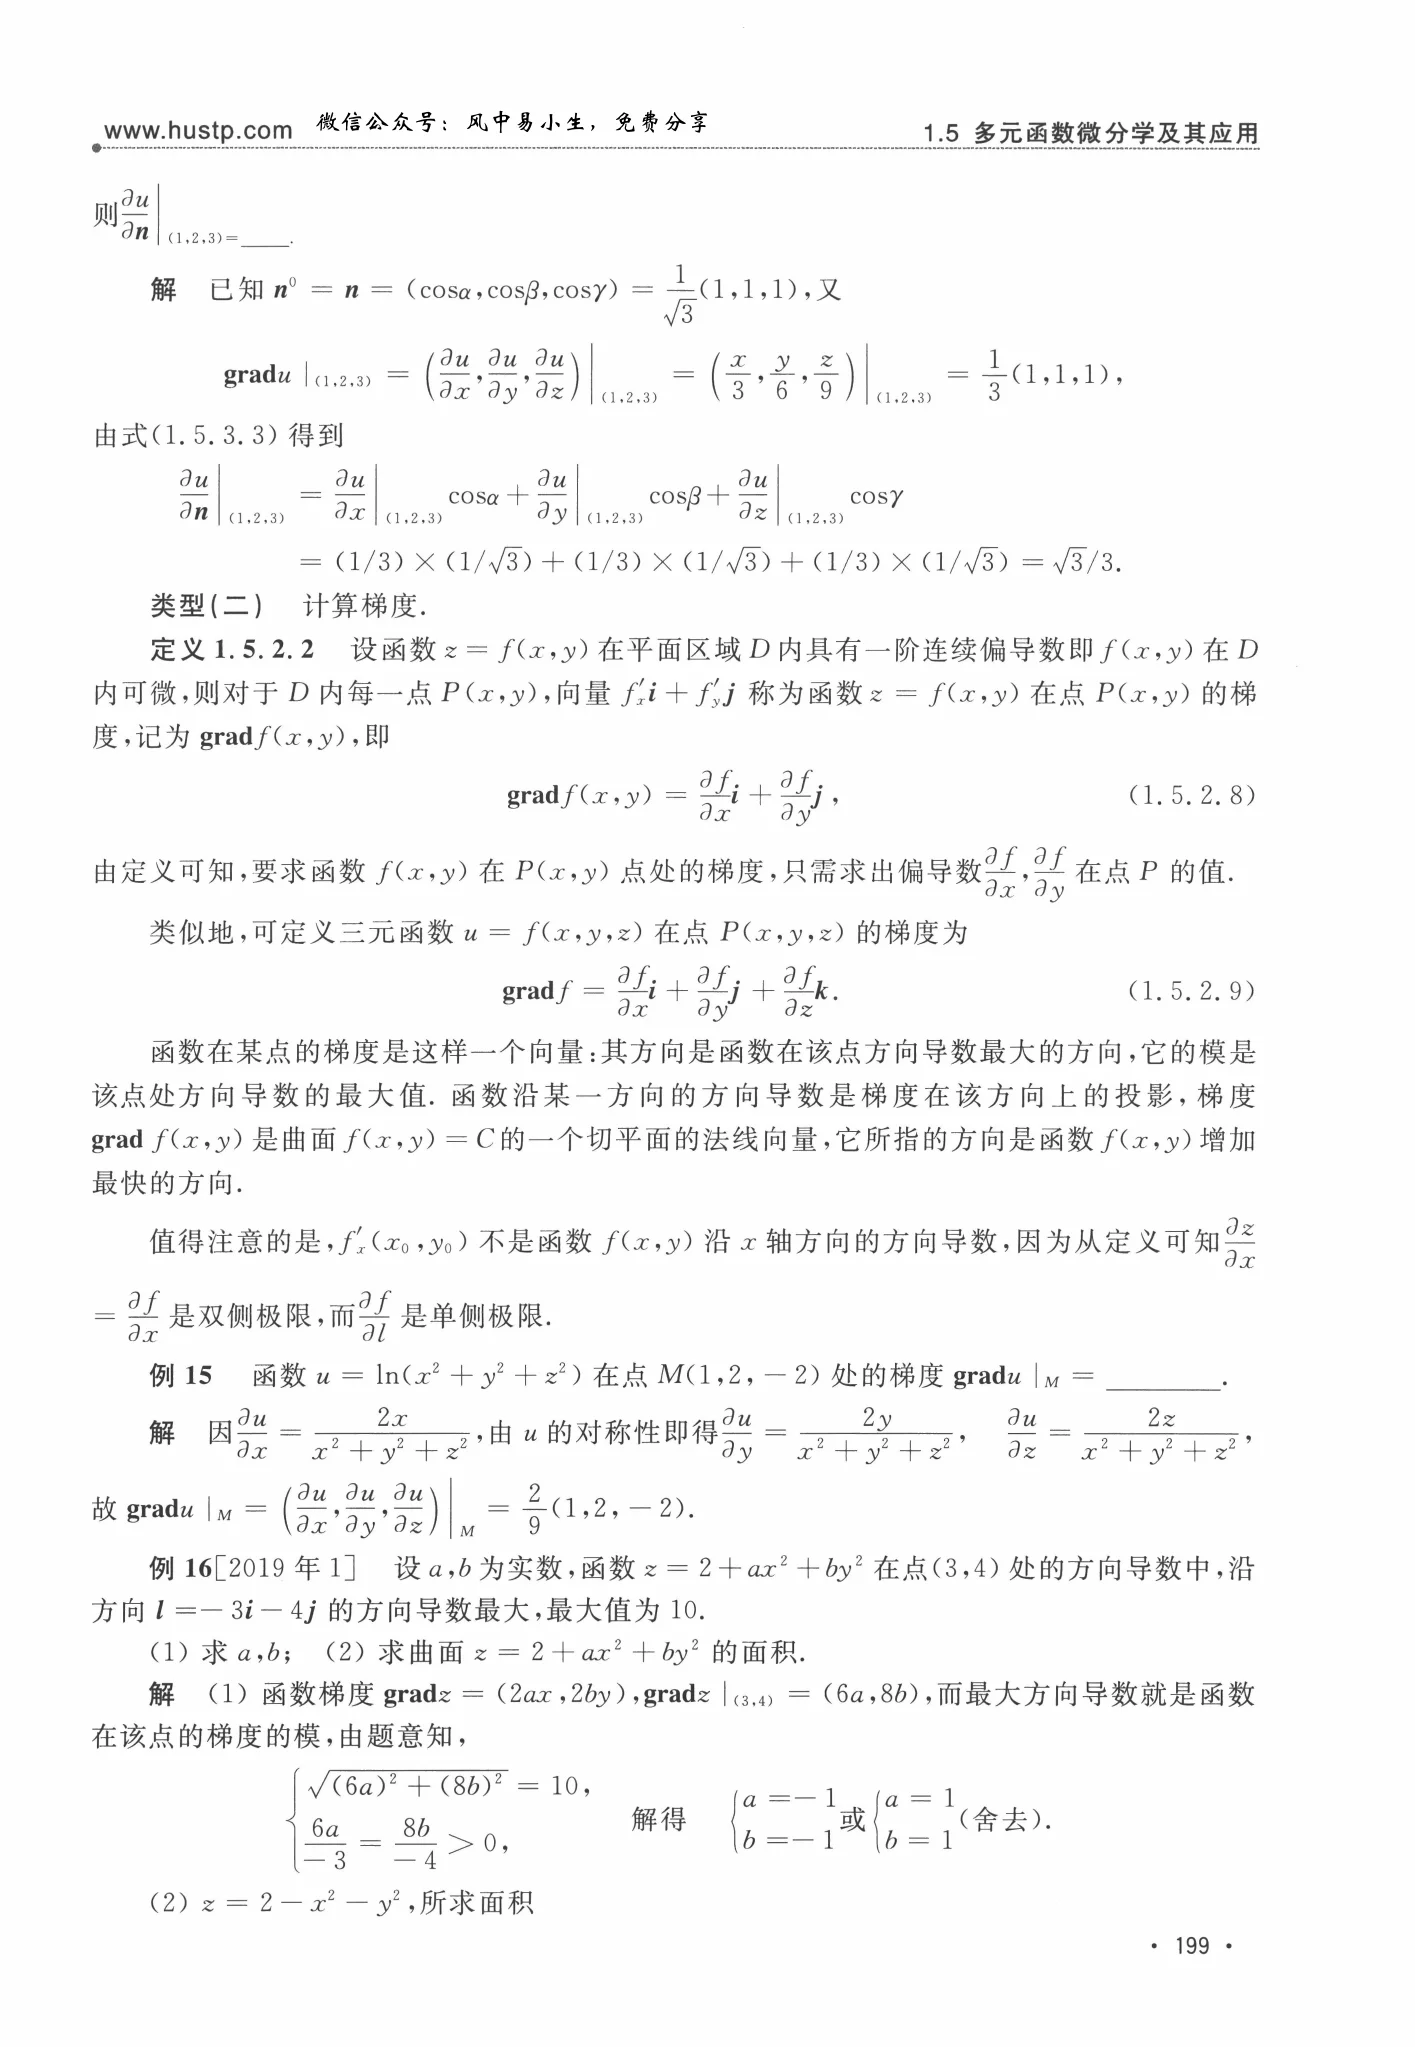 www.hustp.com 微信公众号：风中易小生，免费分享 1.5 多元函数微分学及其应用
则$\frac{\partial u}{\partial \boldsymbol{n}}\Big|_{(1,2,3)=}$____.
解 已知 $\boldsymbol{n}^0 = \boldsymbol{n} = (\cos\alpha,\cos\beta,\cos\gamma) = \frac{1}{\sqrt{3}}(1,1,1)$,又
$\mathbf{grad}u\,|_{(1,2,3)} = \left(\frac{\partial u}{\partial x},\frac{\partial u}{\partial y},\frac{\partial u}{\partial z}\right)\Big|_{(1,2,3)} = \left(\frac{x}{3},\frac{y}{6},\frac{z}{9}\right)\Big|_{(1,2,3)} = \frac{1}{3}(1,1,1),$
由式(1.5.3.3)得到
$\frac{\partial u}{\partial \boldsymbol{n}}\Big|_{(1,2,3)} = \frac{\partial u}{\partial x}\Big|_{(1,2,3)}\cos\alpha + \frac{\partial u}{\partial y}\Big|_{(1,2,3)}\cos\beta + \frac{\partial u}{\partial z}\Big|_{(1,2,3)}\cos\gamma$
$= (1/3)\times(1/\sqrt{3}) + (1/3)\times(1/\sqrt{3}) + (1/3)\times(1/\sqrt{3}) = \sqrt{3}/3.$
类型(二) 计算梯度.
定义 1.5.2.2 设函数 $z = f(x,y)$ 在平面区域 $D$ 内具有一阶连续偏导数即 $f(x,y)$ 在 $D$
内可微,则对于 $D$ 内每一点 $P(x,y)$,向量 $f'_x\boldsymbol{i} + f'_y\boldsymbol{j}$ 称为函数 $z = f(x,y)$ 在点 $P(x,y)$ 的梯
度,记为 $\mathbf{grad}f(x,y)$,即
$\mathbf{grad}f(x,y) = \frac{\partial f}{\partial x}\boldsymbol{i} + \frac{\partial f}{\partial y}\boldsymbol{j},$ (1.5.2.8)
由定义可知,要求函数 $f(x,y)$ 在 $P(x,y)$ 点处的梯度,只需求出偏导数$\frac{\partial f}{\partial x},\frac{\partial f}{\partial y}$ 在点 $P$ 的值.
类似地,可定义三元函数 $u = f(x,y,z)$ 在点 $P(x,y,z)$ 的梯度为
$\mathbf{grad}f = \frac{\partial f}{\partial x}\boldsymbol{i} + \frac{\partial f}{\partial y}\boldsymbol{j} + \frac{\partial f}{\partial z}\boldsymbol{k}.$ (1.5.2.9)
函数在某点的梯度是这样一个向量:其方向是函数在该点方向导数最大的方向,它的模是
该点处方向导数的最大值. 函数沿某一方向的方向导数是梯度在该方向上的投影, 梯度
$\mathbf{grad}\ f(x,y)$ 是曲面 $f(x,y) = C$ 的一个切平面的法线向量,它所指的方向是函数 $f(x,y)$ 增加
最快的方向.
值得注意的是,$f'_x(x_0,y_0)$ 不是函数 $f(x,y)$ 沿 $x$ 轴方向的方向导数,因为从定义可知$\frac{\partial z}{\partial x}$
$= \frac{\partial f}{\partial x}$ 是双侧极限,而$\frac{\partial f}{\partial l}$ 是单侧极限.
例 15 函数 $u = \ln(x^2 + y^2 + z^2)$ 在点 $M(1,2,-2)$ 处的梯度 $\mathbf{grad}u\,|_M =$ ________.
解 因$\frac{\partial u}{\partial x} = \frac{2x}{x^2+y^2+z^2}$,由 $u$ 的对称性即得$\frac{\partial u}{\partial y} = \frac{2y}{x^2+y^2+z^2},\quad \frac{\partial u}{\partial z} = \frac{2z}{x^2+y^2+z^2},$
故 $\mathbf{grad}u\,|_M = \left(\frac{\partial u}{\partial x},\frac{\partial u}{\partial y},\frac{\partial u}{\partial z}\right)\Big|_M = \frac{2}{9}(1,2,-2).$
例 16[2019 年 1] 设 $a,b$ 为实数,函数 $z = 2 + ax^2 + by^2$ 在点$(3,4)$ 处的方向导数中,沿
方向 $\boldsymbol{l} = -3\boldsymbol{i} - 4\boldsymbol{j}$ 的方向导数最大,最大值为 10.
(1) 求 $a,b$; (2) 求曲面 $z = 2 + ax^2 + by^2$ 的面积.
解 (1) 函数梯度 $\mathbf{grad}z = (2ax,2by)$,$\mathbf{grad}z\,|_{(3,4)} = (6a,8b)$,而最大方向导数就是函数
在该点的梯度的模,由题意知,
$\begin{cases}\sqrt{(6a)^2 + (8b)^2} = 10,\\ \frac{6a}{-3} = \frac{8b}{-4} > 0,\end{cases}$ 解得 $\begin{cases}a = -1\\ b = -1\end{cases}$或$\begin{cases}a = 1\\ b = 1\end{cases}$(舍去).
(2) $z = 2 - x^2 - y^2$,所求面积
· 199 ·